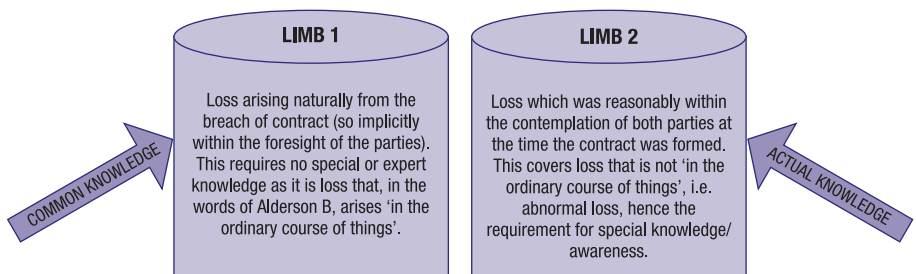 LIMB 1
Loss arising naturally from the
breach of contract (so implicitly
within the foresight of the parties).
This requires no special or expert
knowledge as it is loss that, in the
words of Alderson B, arises ‘in the
ordinary course of things’.
COMMON KNOWLEDGE
LIMB 2
Loss which was reasonably within
the contemplation of both parties at
the time the contract was formed.
This covers loss that is not ‘in the
ordinary course of things’, i.e.
abnormal loss, hence the
requirement for special knowledge/
awareness.
ACTUAL KNOWLEDGE